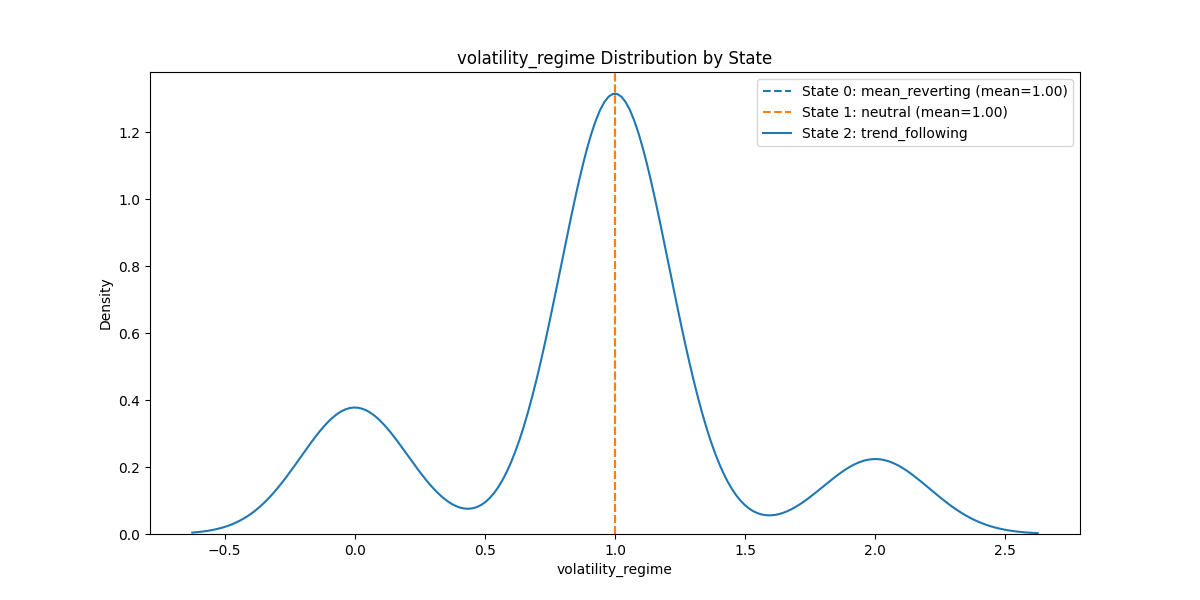 volatility_regime Distribution by State
State 0: mean_reverting (mean=1.00)
State 1: neutral (mean=1.00)
State 2: trend_following
Density
1.2
1.0
0.8
0.6
0.4
0.2
0.0
−0.5 0.0 0.5 1.0 1.5 2.0 2.5
volatility_regime